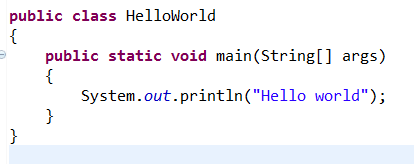 public class HelloWorld
{
    public static void main(String[] args)
    {
        System.out.println("Hello world");
    }
}